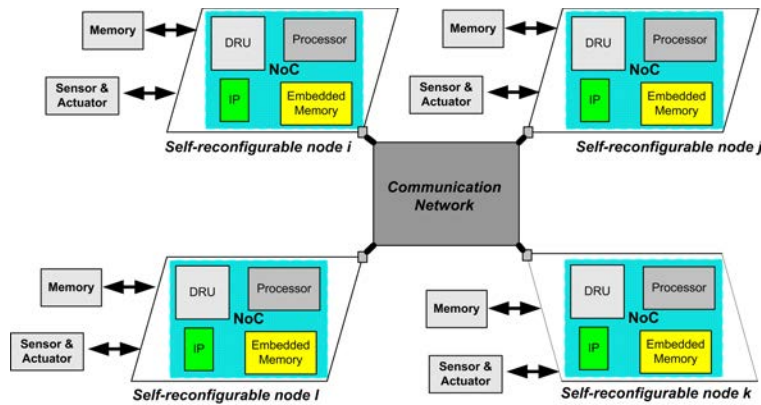 Memory
DRU
Processor
NoC
Sensor &
Actuator
IP
Embedded
Memory
Self-reconfigurable node i
Memory
DRU
Processor
NoC
Sensor &
Actuator
IP
Embedded
Memory
Self-reconfigurable node j
Communication
Network
Memory
DRU
Processor
NoC
Sensor &
Actuator
IP
Embedded
Memory
Self-reconfigurable node l
Memory
DRU
Processor
NoC
Sensor &
Actuator
IP
Embedded
Memory
Self-reconfigurable node k